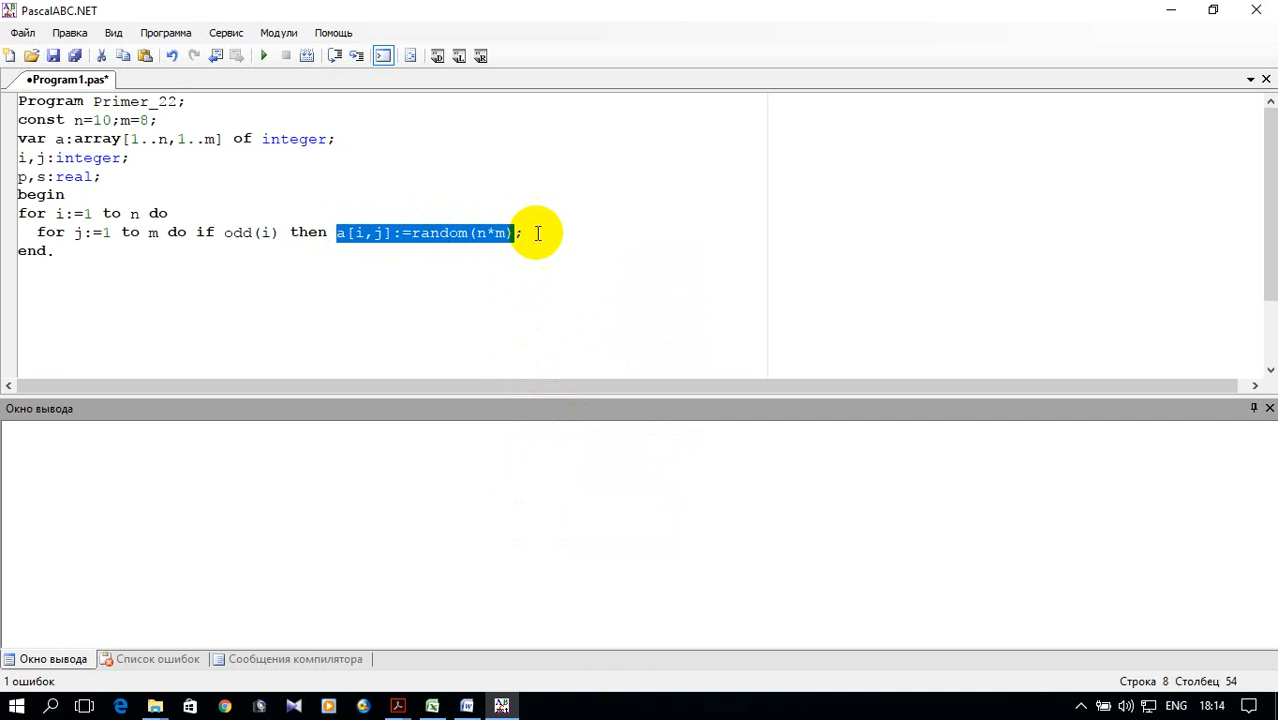 PascalABC.NET
Файл Правка Вид Программа Сервис Модули Помощь
•Program1.pas*
Program Primer_22;
const n=10;m=8;
var a:array[1..n,1..m] of integer;
i,j:integer;
p,s:real;
begin
for i:=1 to n do
for j:=1 to m do if odd(i) then a[i,j]:=random(n*m);
end.
Окно вывода
Окно вывода Список ошибок Сообщения компилятора
1 ошибок Строка 8 Столбец 54
ENG 18:14